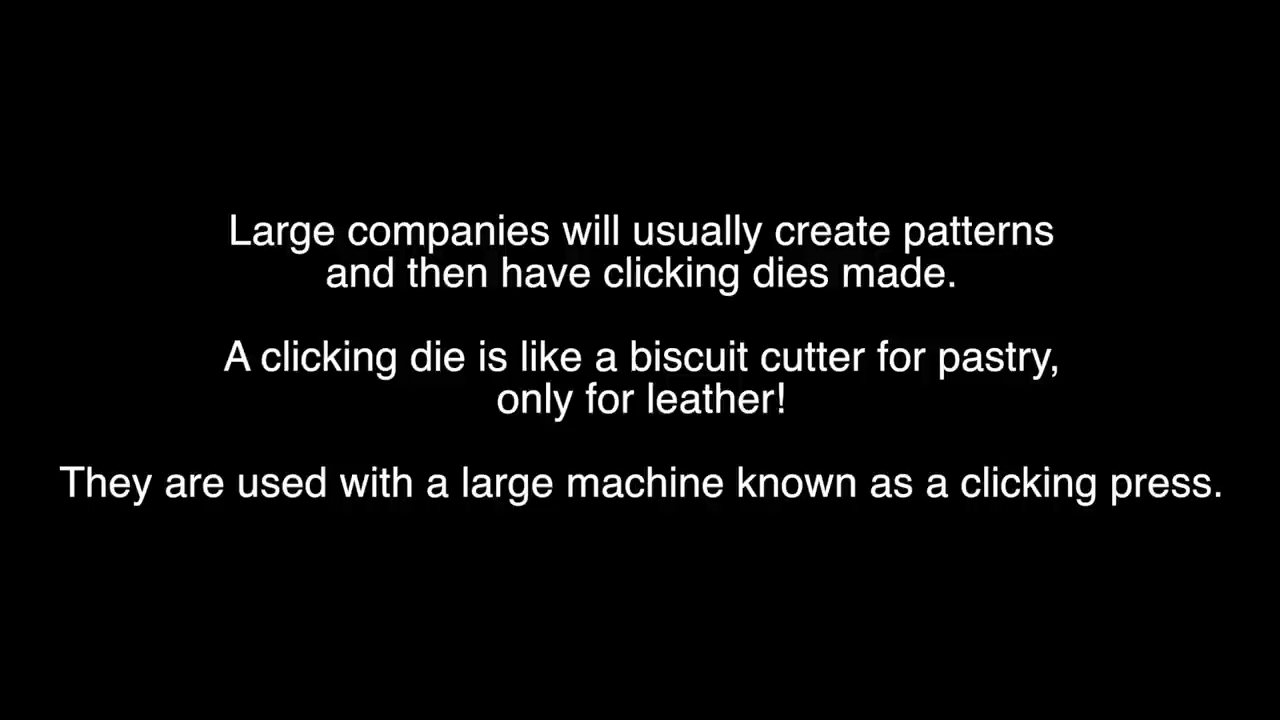 Large companies will usually create patterns
and then have clicking dies made.
A clicking die is like a biscuit cutter for pastry,
only for leather!
They are used with a large machine known as a clicking press.